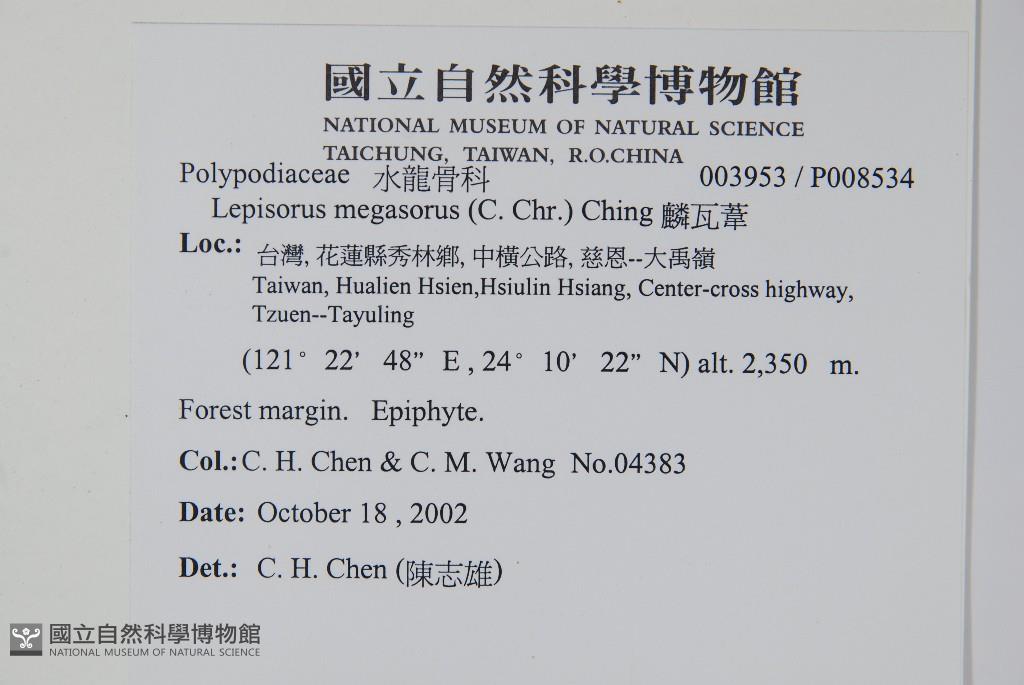 國立自然科學博物館
NATIONAL MUSEUM OF NATURAL SCIENCE
TAICHUNG, TAIWAN, R.O.CHINA
Polypodiaceae 水龍骨科 003953 / P008534
Lepisorus megasorus (C. Chr.) Ching 麟瓦葦
Loc.: 台灣, 花蓮縣秀林鄉, 中橫公路, 慈恩--大禹嶺
Taiwan, Hualien Hsien,Hsiulin Hsiang, Center-cross highway,
Tzuen--Tayuling
(121° 22’ 48” E , 24° 10’ 22” N) alt. 2,350 m.
Forest margin. Epiphyte.
Col.: C. H. Chen & C. M. Wang No.04383
Date: October 18 , 2002
Det.: C. H. Chen (陳志雄)
國立自然科學博物館
NATIONAL MUSEUM OF NATURAL SCIENCE